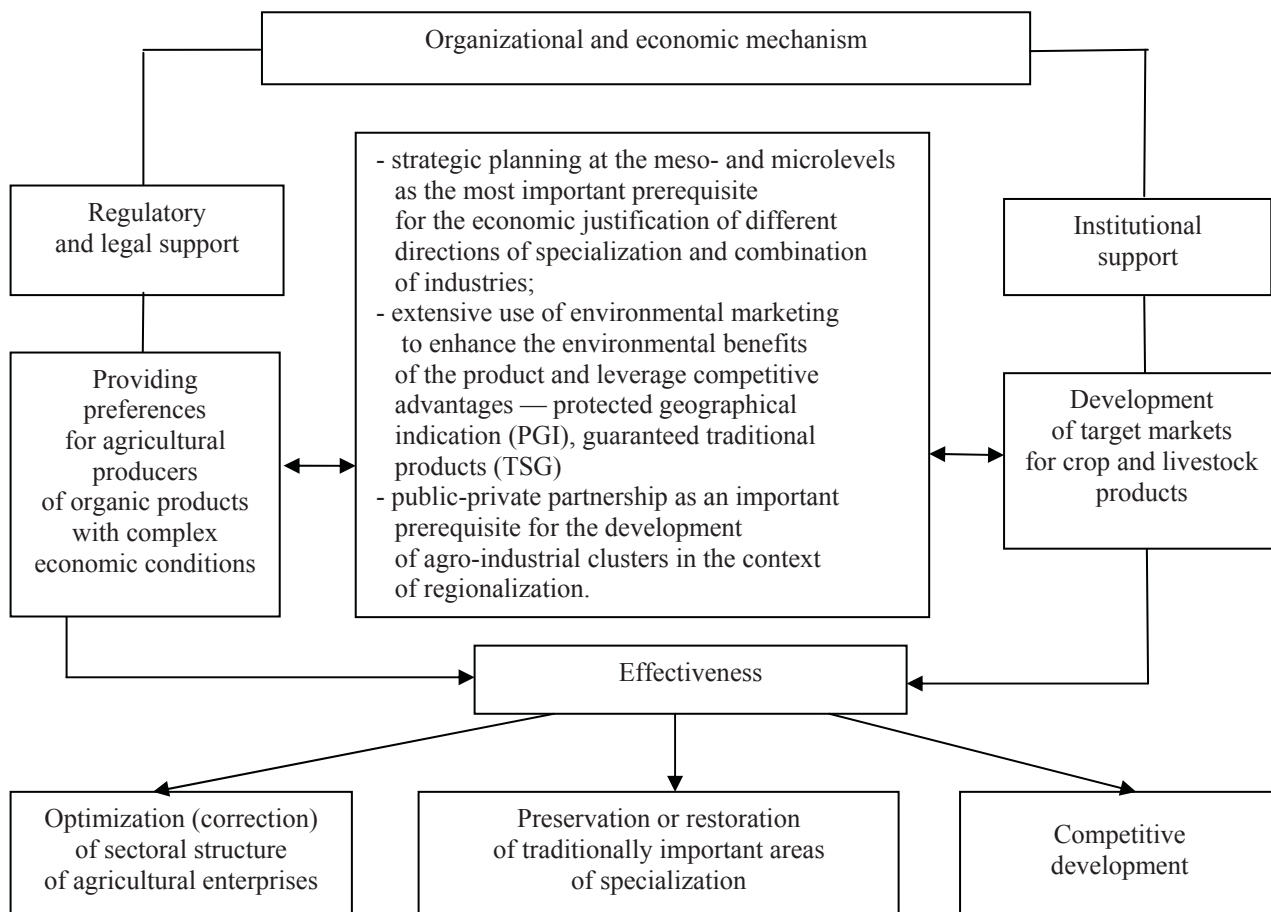 Organizational and economic mechanism
Regulatory
and legal support
- strategic planning at the meso- and microlevels
as the most important prerequisite
for the economic justification of different
directions of specialization and combination
of industries;
- extensive use of environmental marketing
to enhance the environmental benefits
of the product and leverage competitive
advantages — protected geographical
indication (PGI), guaranteed traditional
products (TSG)
- public-private partnership as an important
prerequisite for the development
of agro-industrial clusters in the context
of regionalization.
Institutional
support
Providing
preferences
for agricultural
producers
of organic products
with complex
economic conditions
Development
of target markets
for crop and livestock
products
Effectiveness
Optimization (correction)
of sectoral structure
of agricultural enterprises
Preservation or restoration
of traditionally important areas
of specialization
Competitive
development